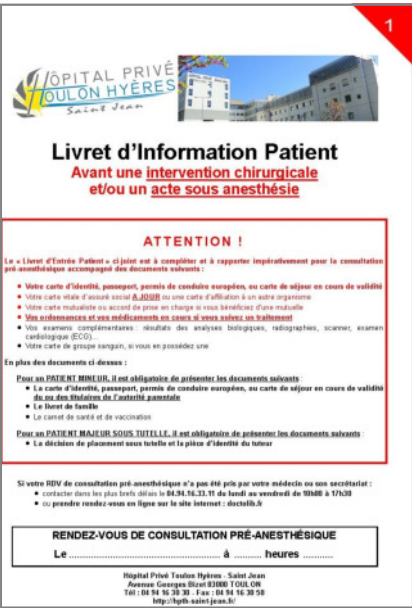 1
HÔPITAL PRIVÉ
TOULON HYÈRES
Saint Jean
Livret d'Information Patient
Avant une intervention chirurgicale
et/ou un acte sous anesthésie
ATTENTION !
Le « Livret d'Entrée Patient » ci-joint est à compléter et à rapporter impérativement pour la consultation
pré-anesthésique accompagné des documents suivants :
• Votre carte d'identité, passeport, permis de conduire européen, ou carte de séjour en cours de validité
• Votre carte vitale d'assuré social A JOUR ou une carte d'affiliation à un autre organisme
• Votre carte mutualiste ou accord de prise en charge si vous bénéficiez d'une mutuelle
• Vos ordonnances et vos médicaments en cours si vous suivez un traitement
• Vos examens complémentaires : résultats des analyses biologiques, radiographies, scanner, examen
cardiologique (ECG)...
• Votre carte de groupe sanguin, si vous en possédez une
En plus des documents ci-dessus :
Pour un PATIENT MINEUR, il est obligatoire de présenter les documents suivants :
• La carte d'identité, passeport, permis de conduire européen, ou carte de séjour en cours de validité
du ou des titulaires de l'autorité parentale
• Le livret de famille
• Le carnet de santé et de vaccination
Pour un PATIENT MAJEUR SOUS TUTELLE, il est obligatoire de présenter les documents suivants :
• La décision de placement sous tutelle et la pièce d'identité du tuteur
Si votre RDV de consultation pré-anesthésique n'a pas été pris par votre médecin ou son secrétariat :
• contacter dans les plus brefs délais le 04.94.16.33.11 du lundi au vendredi de 10h00 à 17h30
• ou prendre rendez-vous en ligne sur le site internet : doctolib.fr
RENDEZ-VOUS DE CONSULTATION PRÉ-ANESTHÉSIQUE
Le .................................................. à ......... heures ..........
Hôpital Privé Toulon Hyères - Saint Jean
Avenue Georges Bizet 83000 TOULON
Tél : 04 94 16 30 30 - Fax : 04 94 16 30 50
http://hpth-saint-jean.fr/